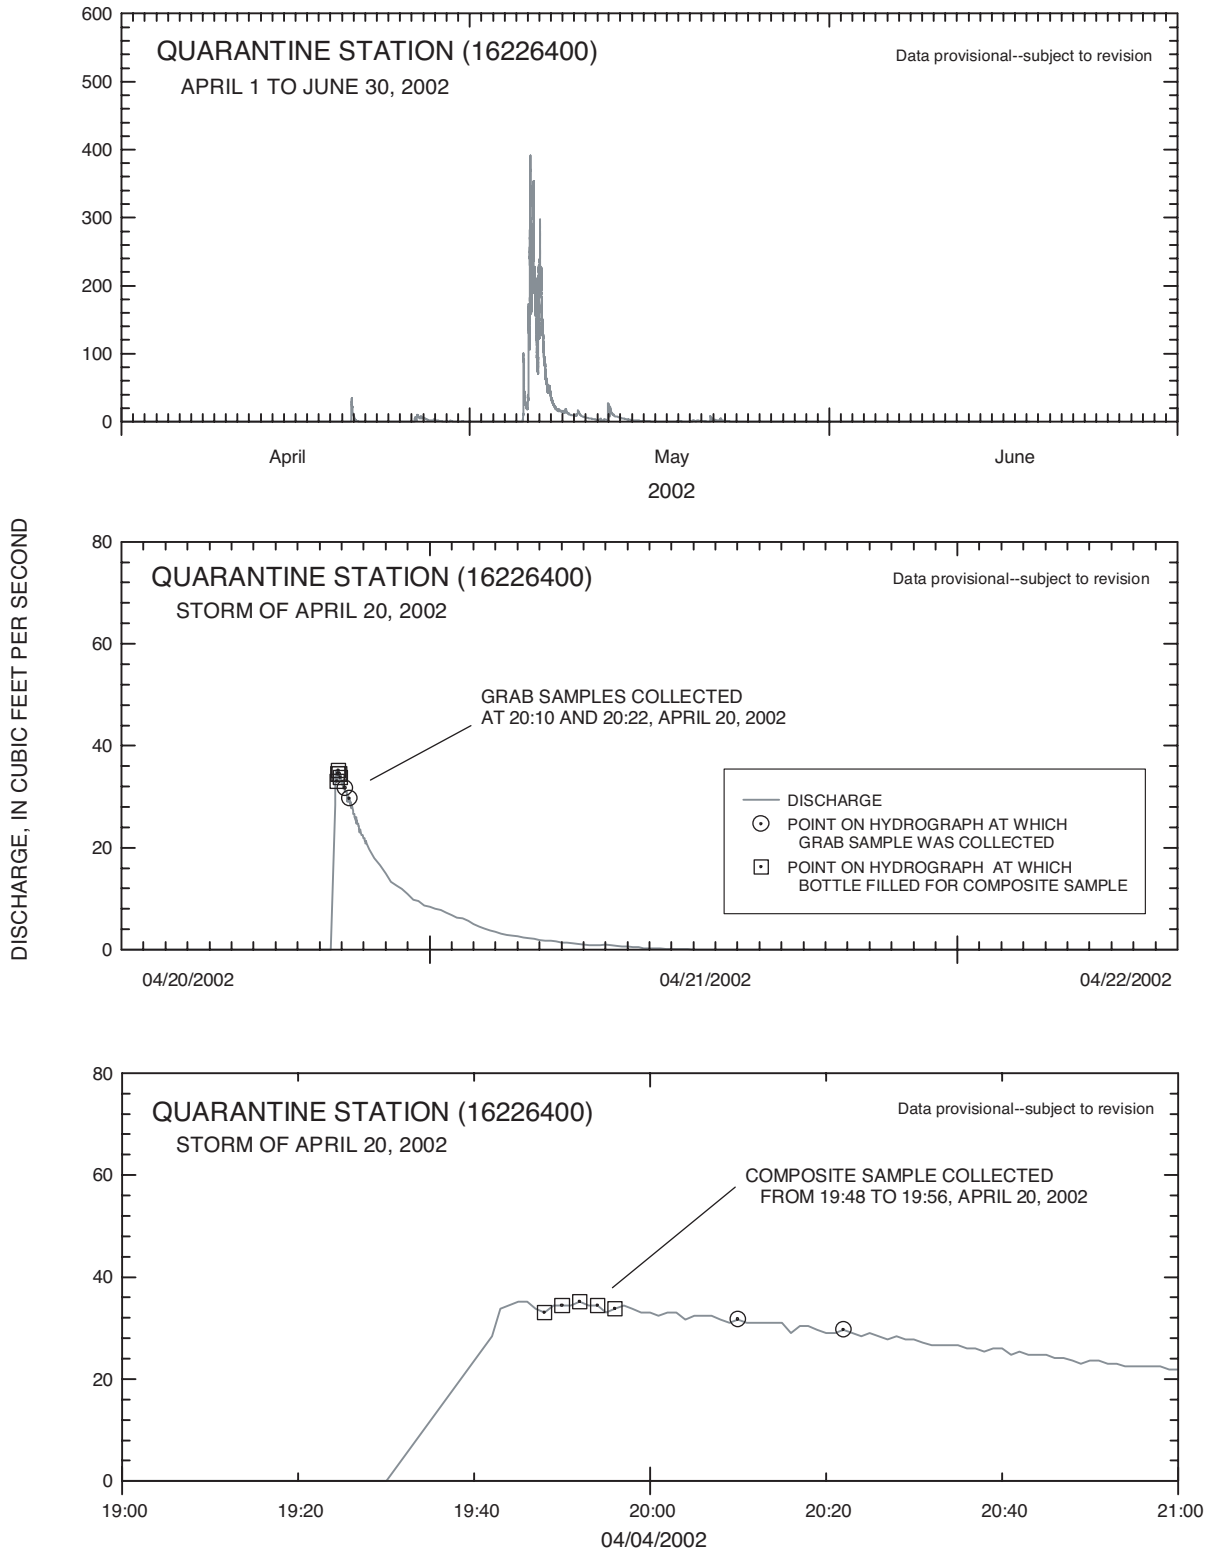 600
QUARANTINE STATION (16226400)
Data provisional--subject to revision
APRIL 1 TO JUNE 30, 2002
500
400
300
200
100
0
April
May
June
2002
DISCHARGE, IN CUBIC FEET PER SECOND
80
QUARANTINE STATION (16226400)
Data provisional--subject to revision
STORM OF APRIL 20, 2002
60
GRAB SAMPLES COLLECTED
AT 20:10 AND 20:22, APRIL 20, 2002
40
DISCHARGE
POINT ON HYDROGRAPH AT WHICH
GRAB SAMPLE WAS COLLECTED
POINT ON HYDROGRAPH AT WHICH
BOTTLE FILLED FOR COMPOSITE SAMPLE
20
0
04/20/2002
04/21/2002
04/22/2002
80
QUARANTINE STATION (16226400)
Data provisional--subject to revision
STORM OF APRIL 20, 2002
60
COMPOSITE SAMPLE COLLECTED
FROM 19:48 TO 19:56, APRIL 20, 2002
40
20
0
19:00
19:20
19:40
20:00
20:20
20:40
21:00
04/04/2002